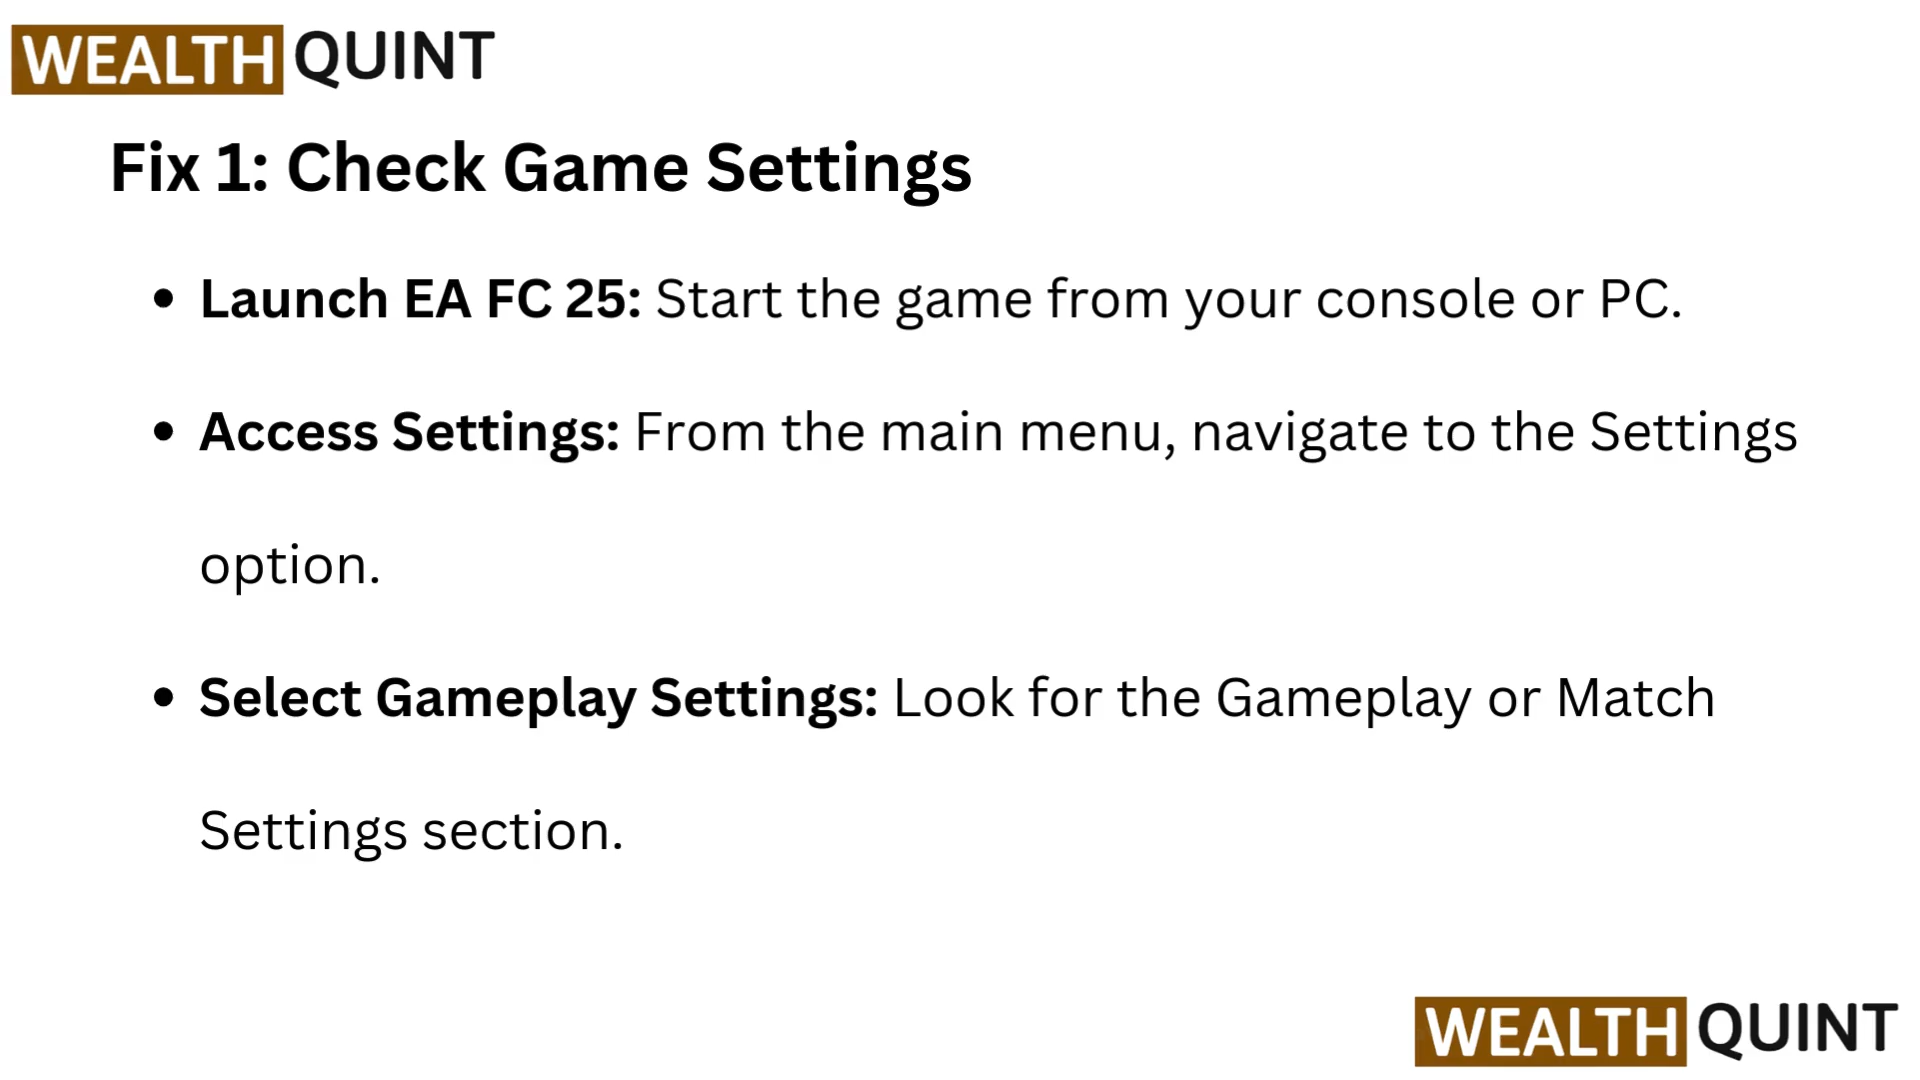 WEALTH QUINT
Fix 1: Check Game Settings
• Launch EA FC 25: Start the game from your console or PC.
• Access Settings: From the main menu, navigate to the Settings
option.
• Select Gameplay Settings: Look for the Gameplay or Match
Settings section.
WEALTH QUINT